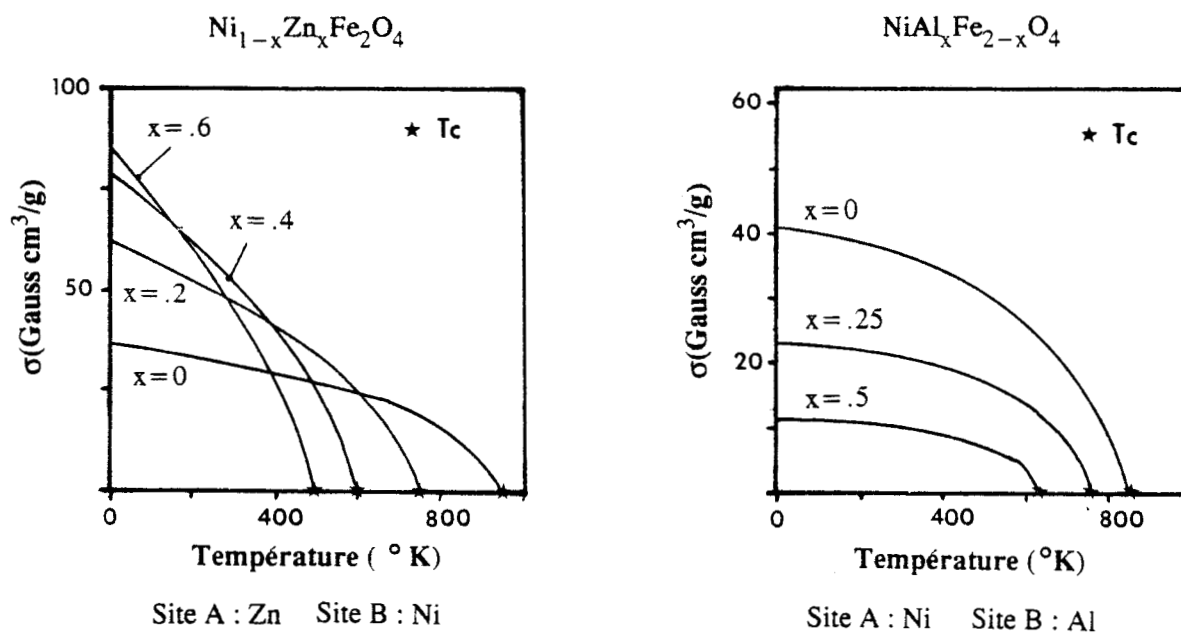 Ni1−xZnxFe2O4
100
50
0
400
800
x = .6
x = .4
x = .2
x = 0
★ Tc
σ(Gauss cm³/g)
Température ( ° K)
Site A : Zn Site B : Ni
NiAlxFe2−xO4
60
40
20
0
0
400
800
x = 0
x = .25
x = .5
★ Tc
σ(Gauss cm³/g)
Température (°K)
Site A : Ni Site B : Al